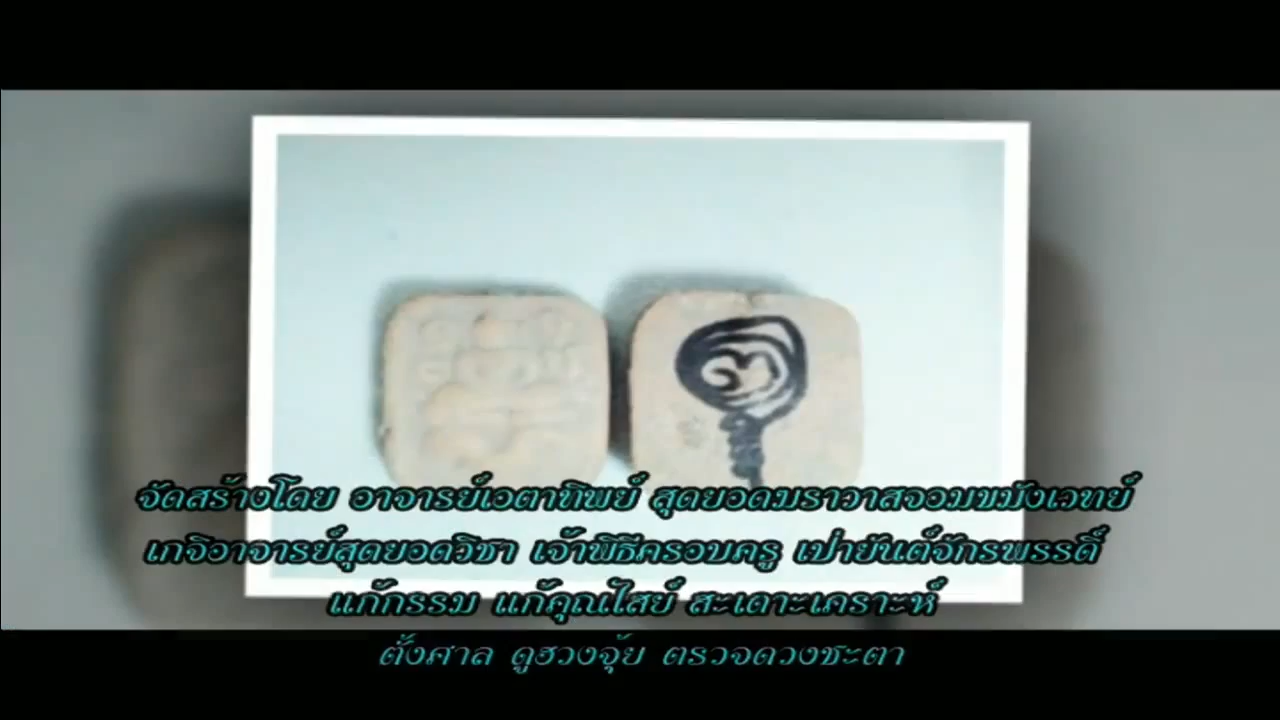 จัดสร้างโดย อาจารย์เอตาทิพย์ สุดยอดฆราวาสจอมขมังเวทย์
เกจิอาจารย์สุดยอดวิชา เจ้าพิธีครอบครู เป่ายันต์จักรพรรดิ์
แก้กรรม แก้คุณไสย์ สะเดาะเคราะห์
ตั้งศาล ดูฮวงจุ้ย ตรวจดวงชะตา